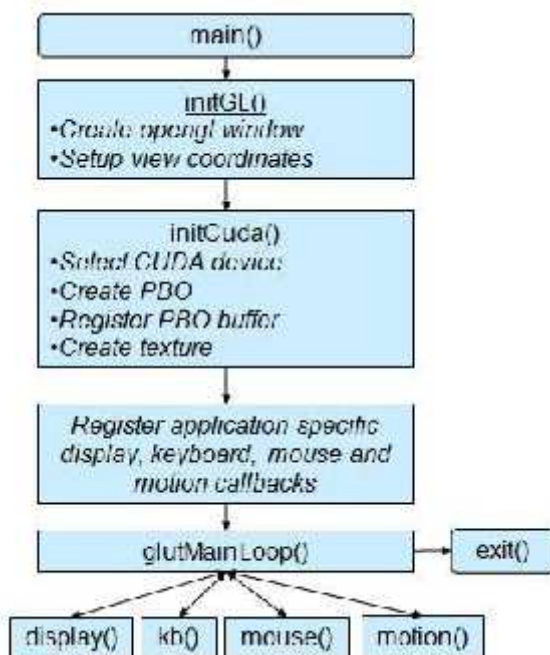 main()
initGL()
•Create opengl window
•Setup view coordinates
initCuda()
•Select CUDA device
•Create PBO
•Register PBO buffer
•Create texture
Register application specific
display, keyboard, mouse and
motion callbacks
glutMainLoop()
exit()
display()
kb()
mouse()
motion()